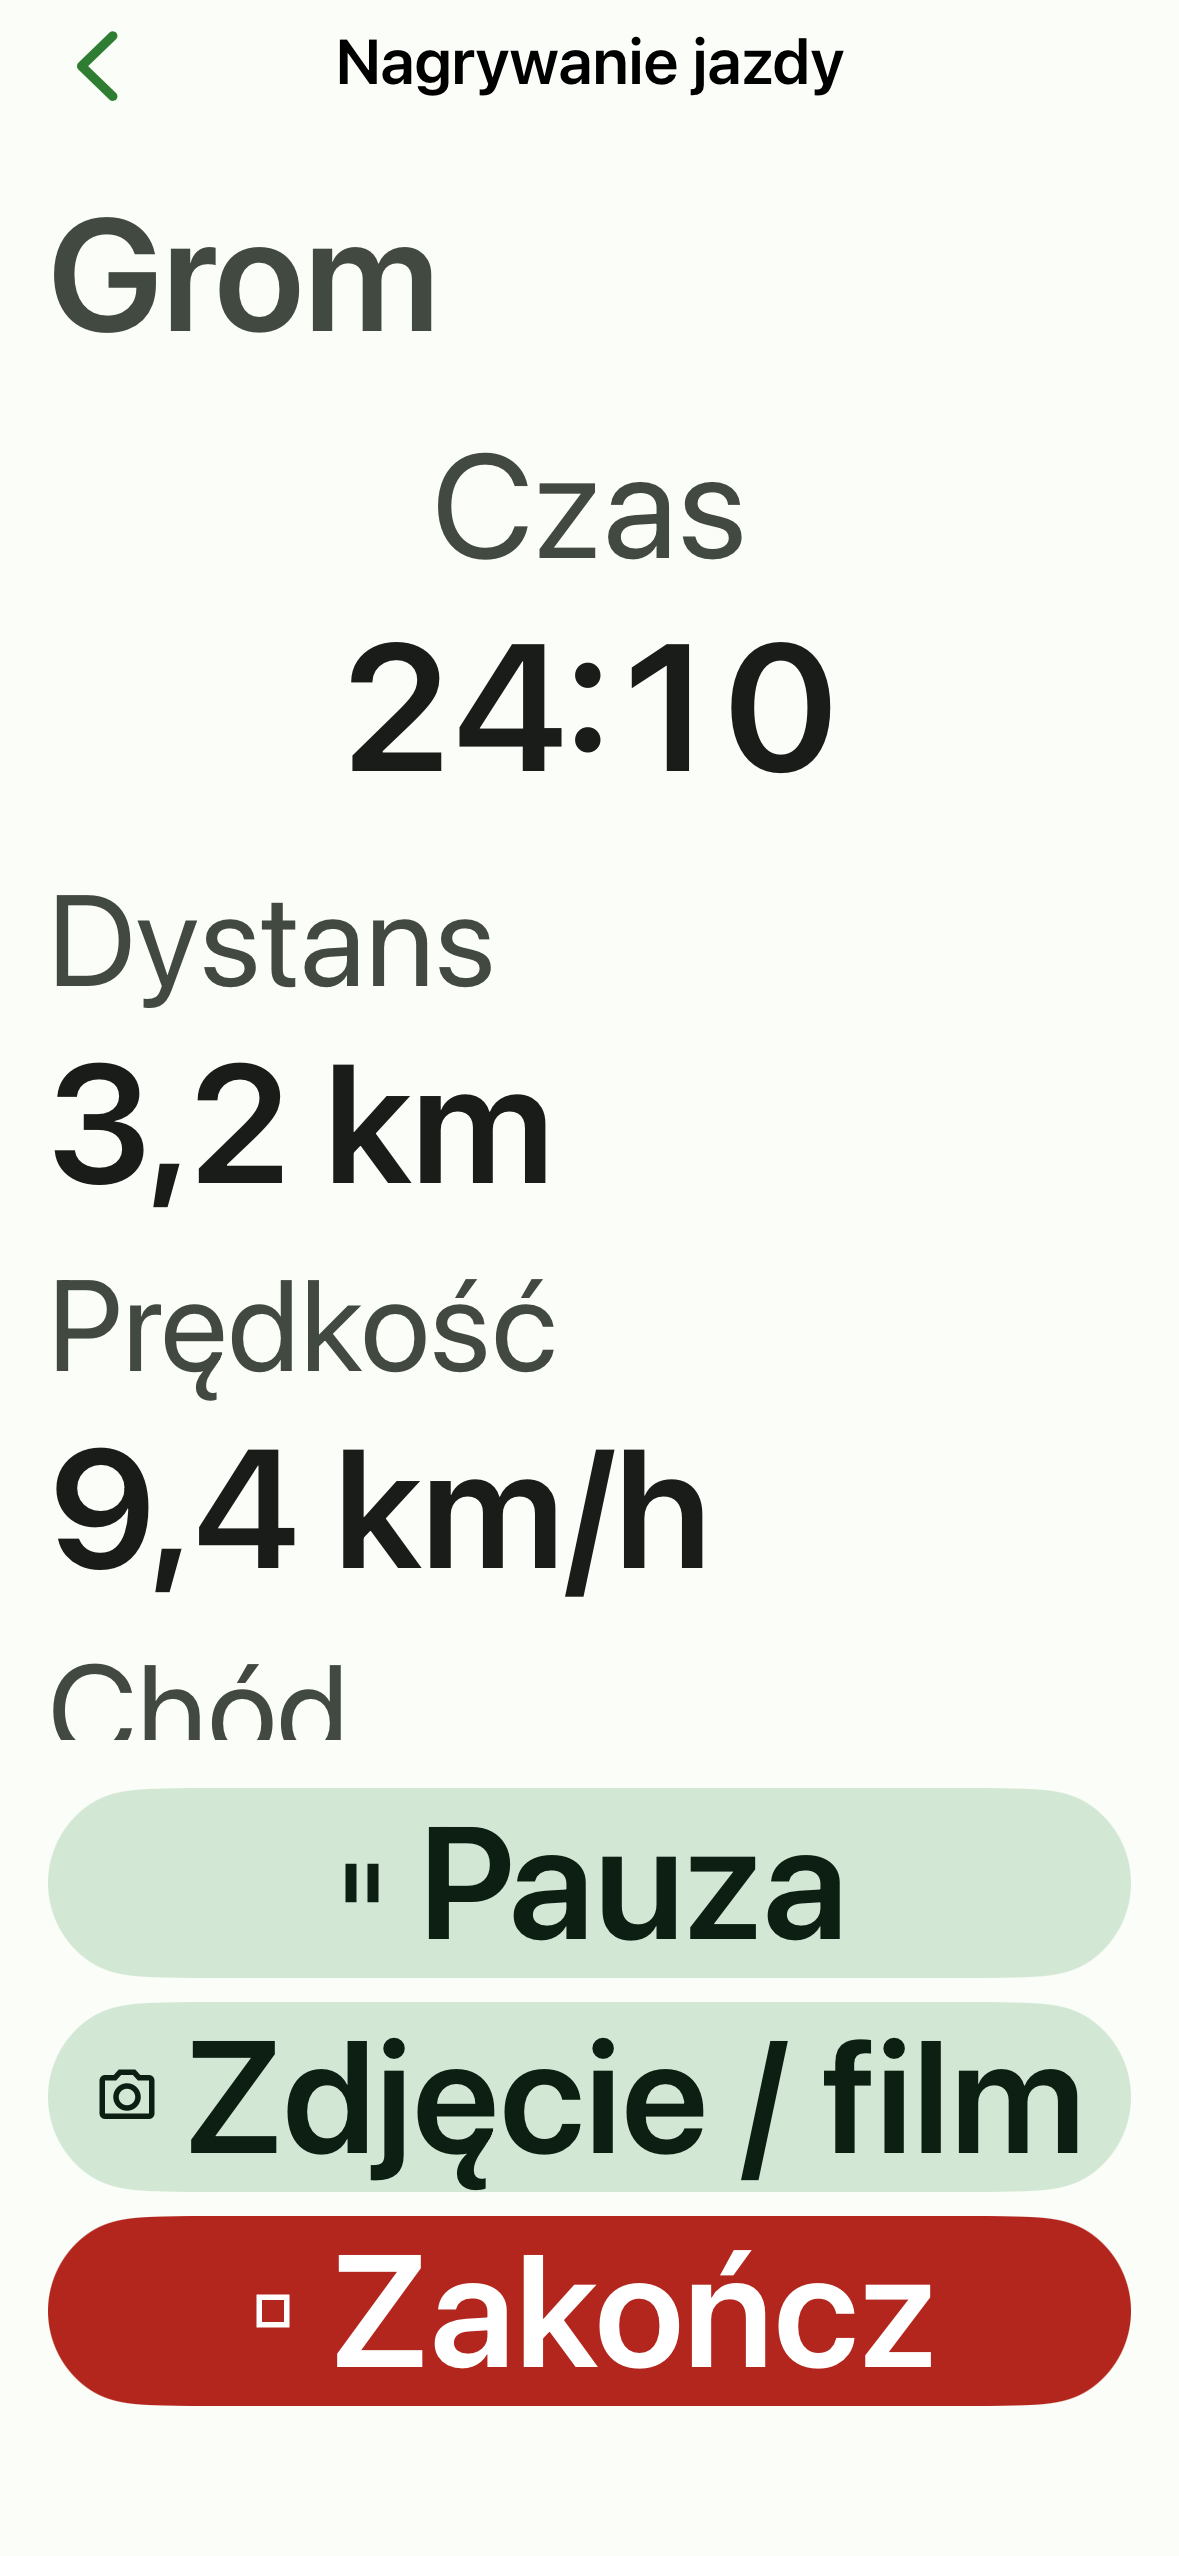 Nagrywanie jazdy
Grom
Czas
24:10
Dystans
3,2 km
Prędkość
9,4 km/h
Chód
Pauza
Zdjęcie / film
Zakończ